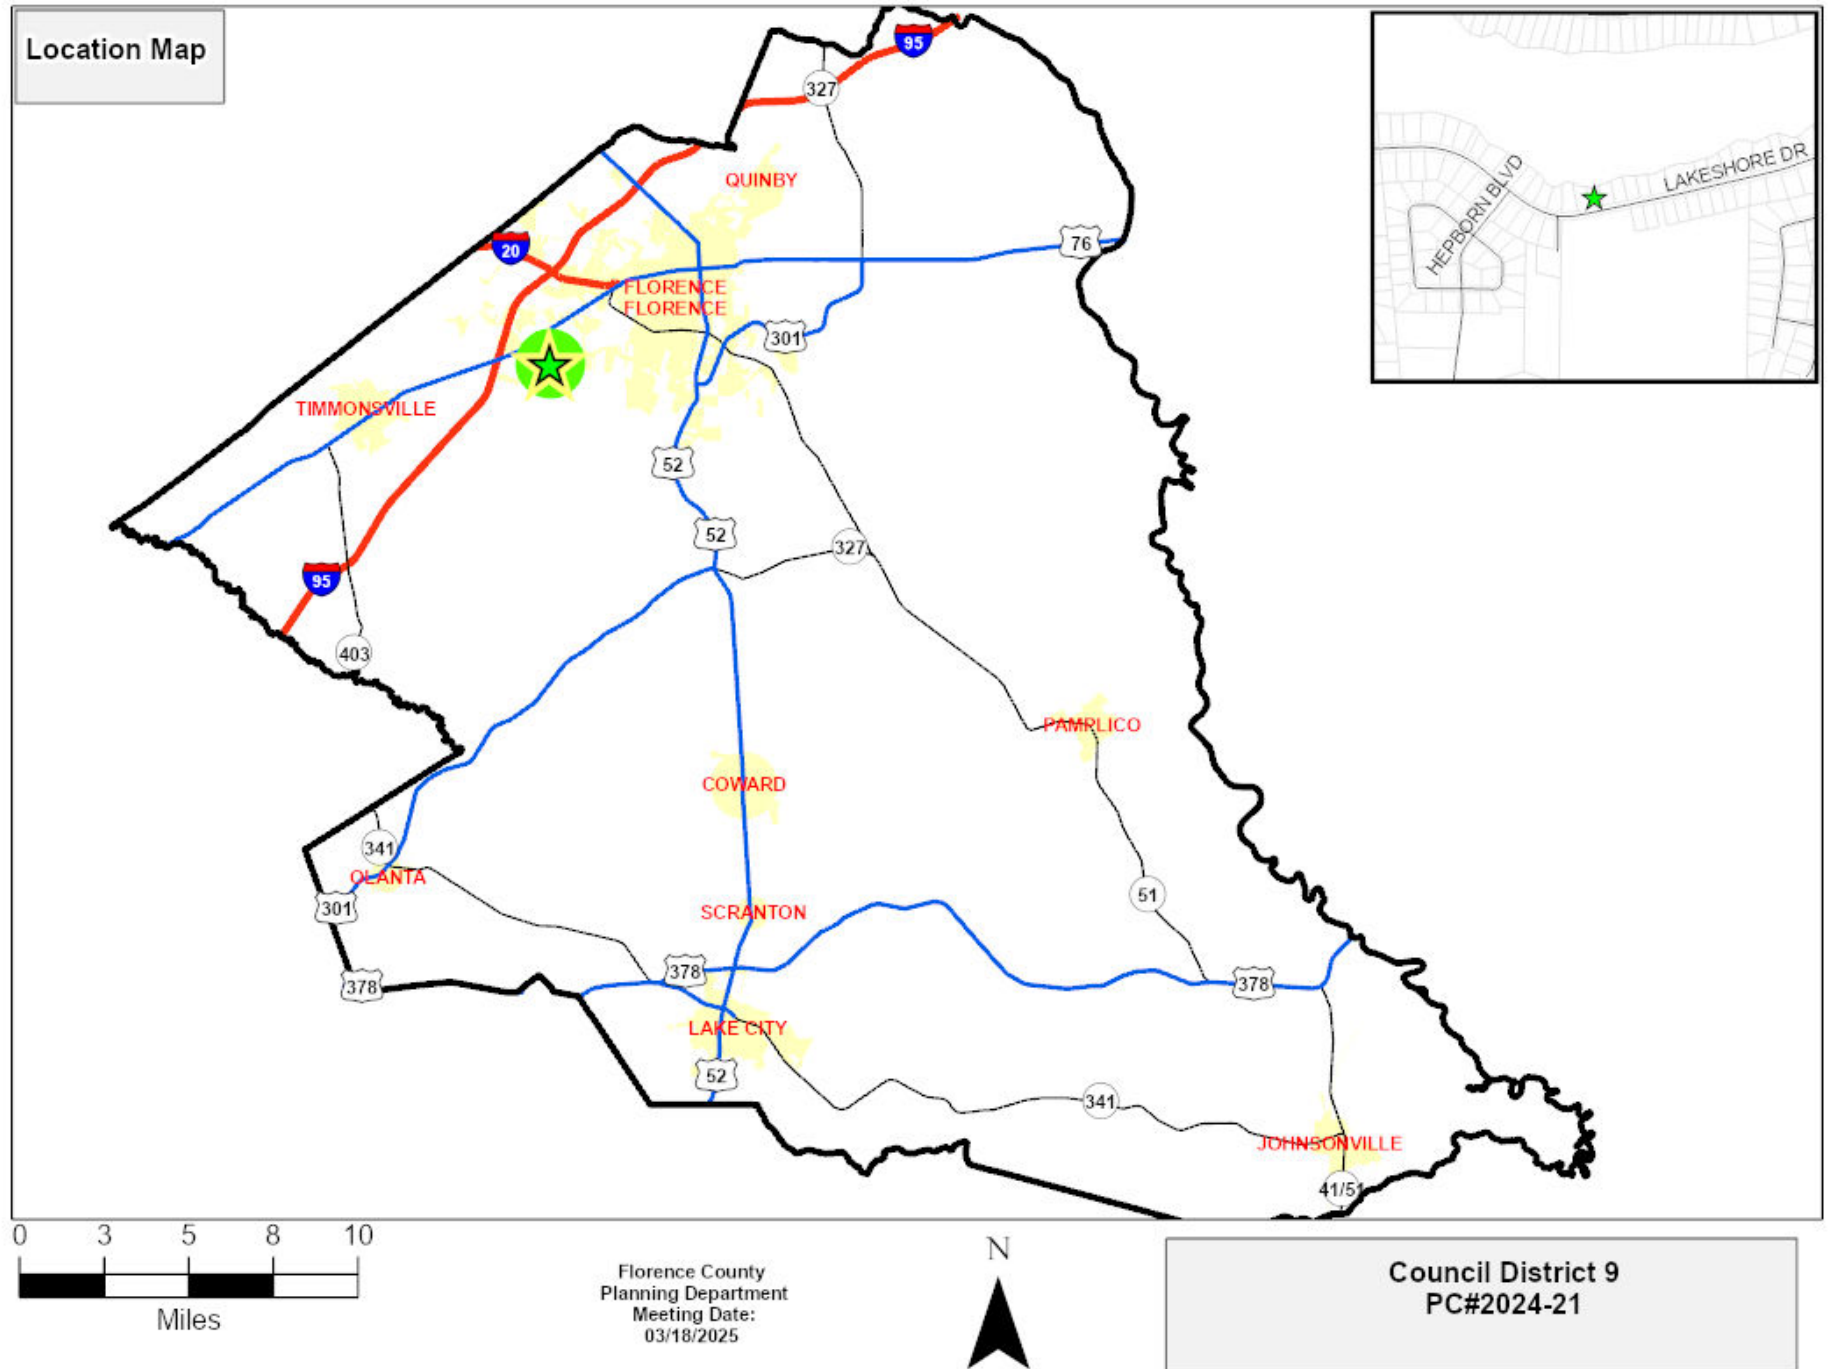 Location Map
95
327
HEPBORN BLVD
LAKESHORE DR
QUINBY
20
76
FLORENCE
FLORENCE
301
TIMMONSVILLE
52
52
327
95
403
PAMPLICO
COWARD
341
OLANTA
301
51
SCRANTON
378
378
378
LAKE CITY
52
341
JOHNSONVILLE
41/51
0 3 5 8 10
Miles
Florence County
Planning Department
Meeting Date:
03/18/2025
N
Council District 9
PC#2024-21